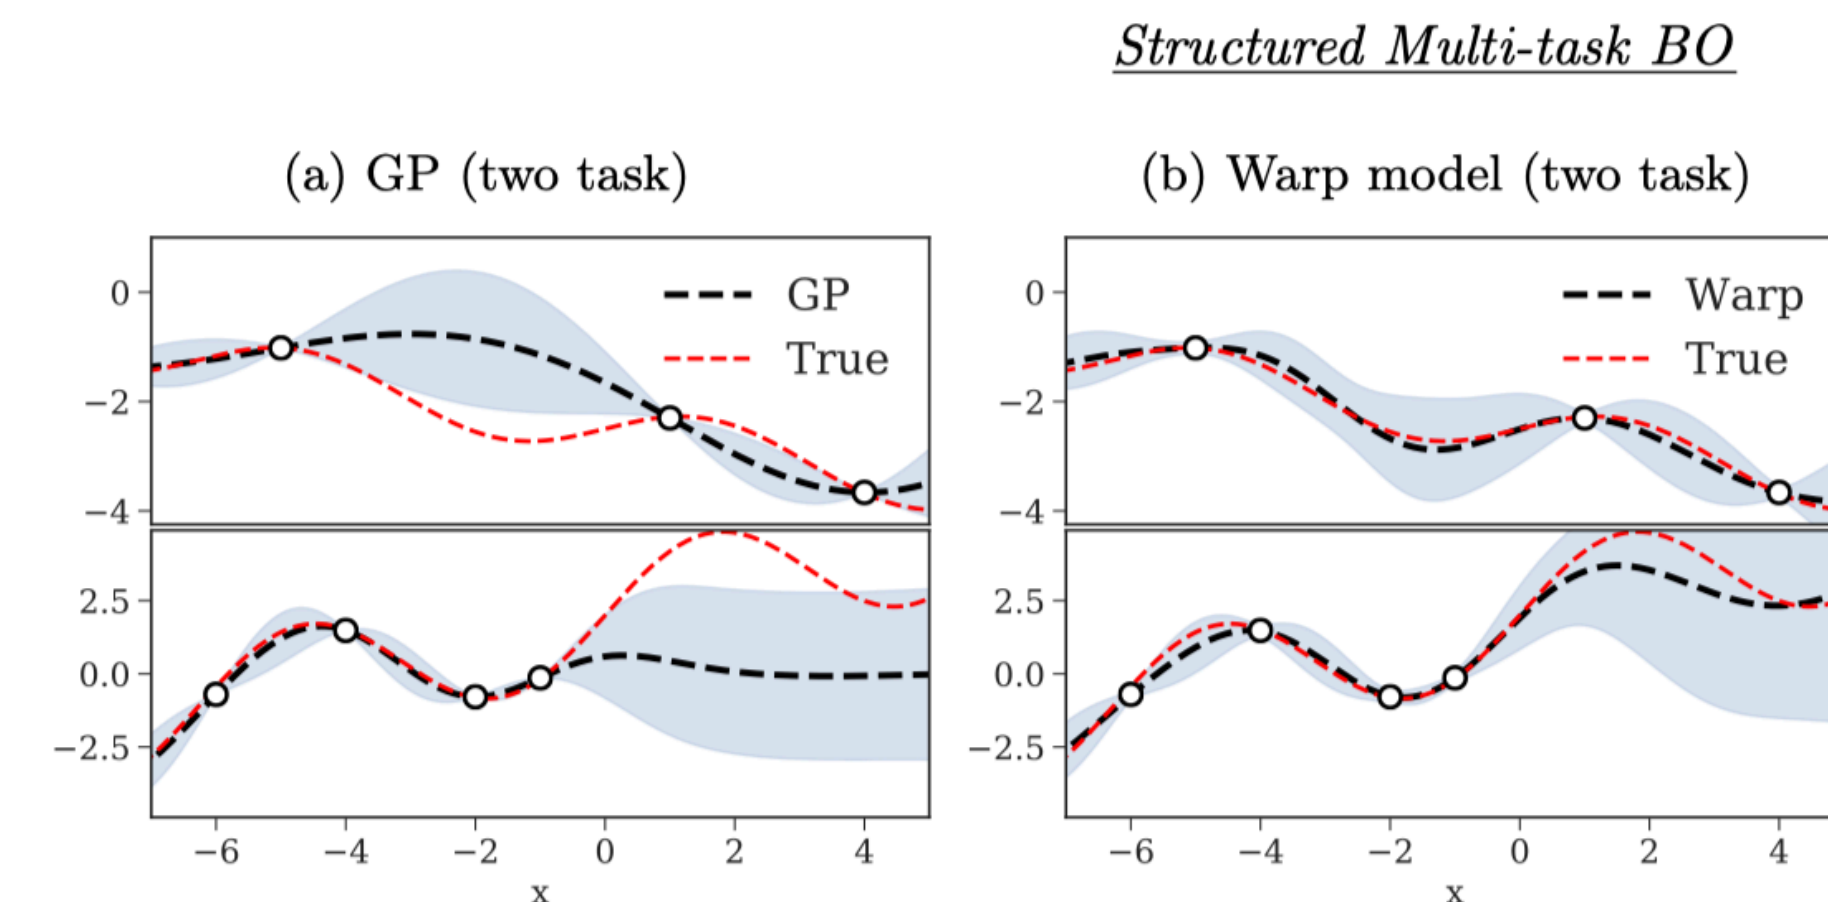 Structured Multi-task BO
(a) GP (two task)
0
−2
−4
GP
True
2.5
0.0
−2.5
−6 −4 −2 0 2 4
x
(b) Warp model (two task)
0
−2
−4
Warp
True
2.5
0.0
−2.5
−6 −4 −2 0 2 4
x